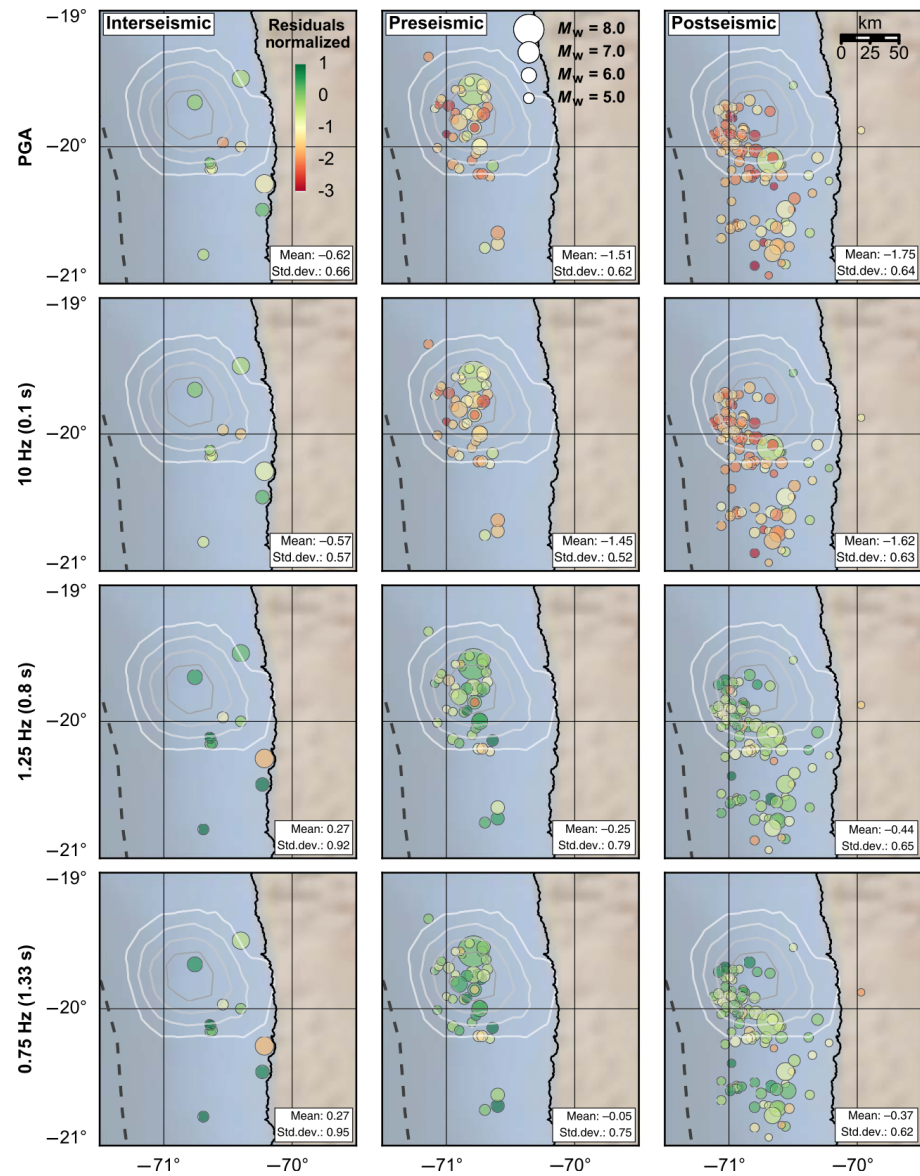 Interseismic
Residuals
normalized
1
0
-1
-2
-3
Mean: −0.62
Std.dev.: 0.66
Preseismic
Mw = 8.0
Mw = 7.0
Mw = 6.0
Mw = 5.0
Mean: −1.51
Std.dev.: 0.62
Postseismic
km
0 25 50
Mean: −1.75
Std.dev.: 0.64
−19°
PGA
−20°
−21°
−19°
10 Hz (0.1 s)
−20°
−21°
Mean: −0.57
Std.dev.: 0.57
Mean: −1.45
Std.dev.: 0.52
Mean: −1.62
Std.dev.: 0.63
−19°
1.25 Hz (0.8 s)
−20°
−21°
Mean: 0.27
Std.dev.: 0.92
Mean: −0.25
Std.dev.: 0.79
Mean: −0.44
Std.dev.: 0.65
−19°
0.75 Hz (1.33 s)
−20°
−21°
Mean: 0.27
Std.dev.: 0.95
Mean: −0.05
Std.dev.: 0.75
Mean: −0.37
Std.dev.: 0.62
−71° −70° −71° −70° −71° −70°